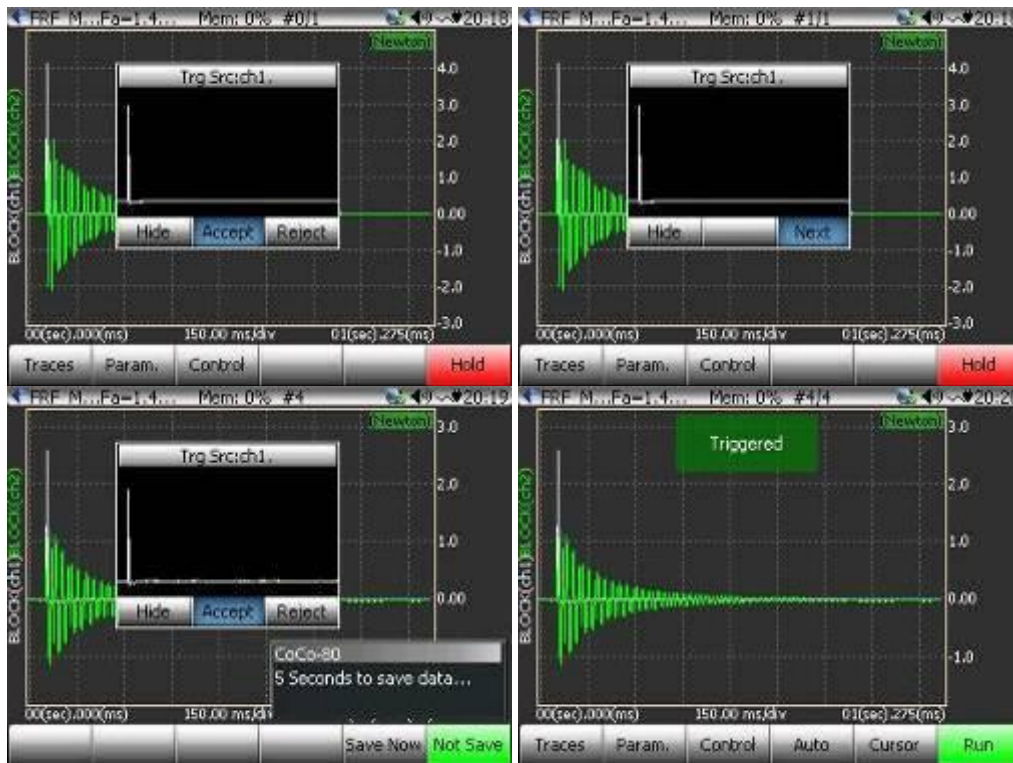 FRF M...Fa=1.4... Mem: 0% #0/1 20:18
[Newton]
BLOCK(ch1)BLOCK(ch2)
Trg Src:ch1.
Hide Accept Reject
4.0
3.0
2.0
1.0
0.00
-1.0
-2.0
-3.0
00(sec).000(ms) 150.00 ms/div 01(sec).275(ms)
Traces Param. Control Hold
FRF M...Fa=1.4... Mem: 0% #1/1
[Newton]
BLOCK(ch1)BLOCK(ch2)
Trg Src:ch1.
Hide Next
4.0
3.0
2.0
1.0
0.00
-1.0
-2.0
-3.0
00(sec).000(ms) 150.00 ms/div 01(sec).275(ms)
Traces Param. Control Hold
FRF M...Fa=1.4... Mem: 0% #4 20:19
[Newton]
BLOCK(ch1)BLOCK(ch2)
Trg Src:ch1.
Hide Accept Reject
3.0
2.0
1.0
0.00
CoCo-80
5 Seconds to save data...
00(sec).000(ms) 150.00 ms/div
Save Now Not Save
FRF M...Fa=1.4... Mem: 0% #4/4
[Newton]
BLOCK(ch1)BLOCK(ch2)
Triggered
3.0
2.0
1.0
0.00
-1.0
00(sec).000(ms) 150.00 ms/div 01(sec).275(ms)
Traces Param. Control Auto Cursor Run